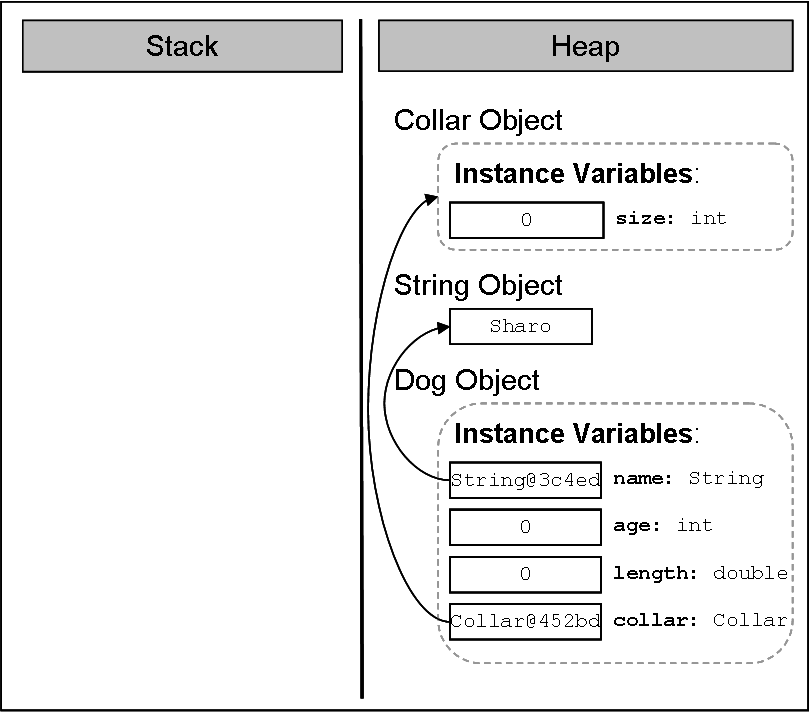 Stack
Heap
Collar Object
Instance Variables:
0 size: int
String Object
Sharo
Dog Object
Instance Variables:
String@3c4ed name: String
0 age: int
0 length: double
Collar@452bd collar: Collar